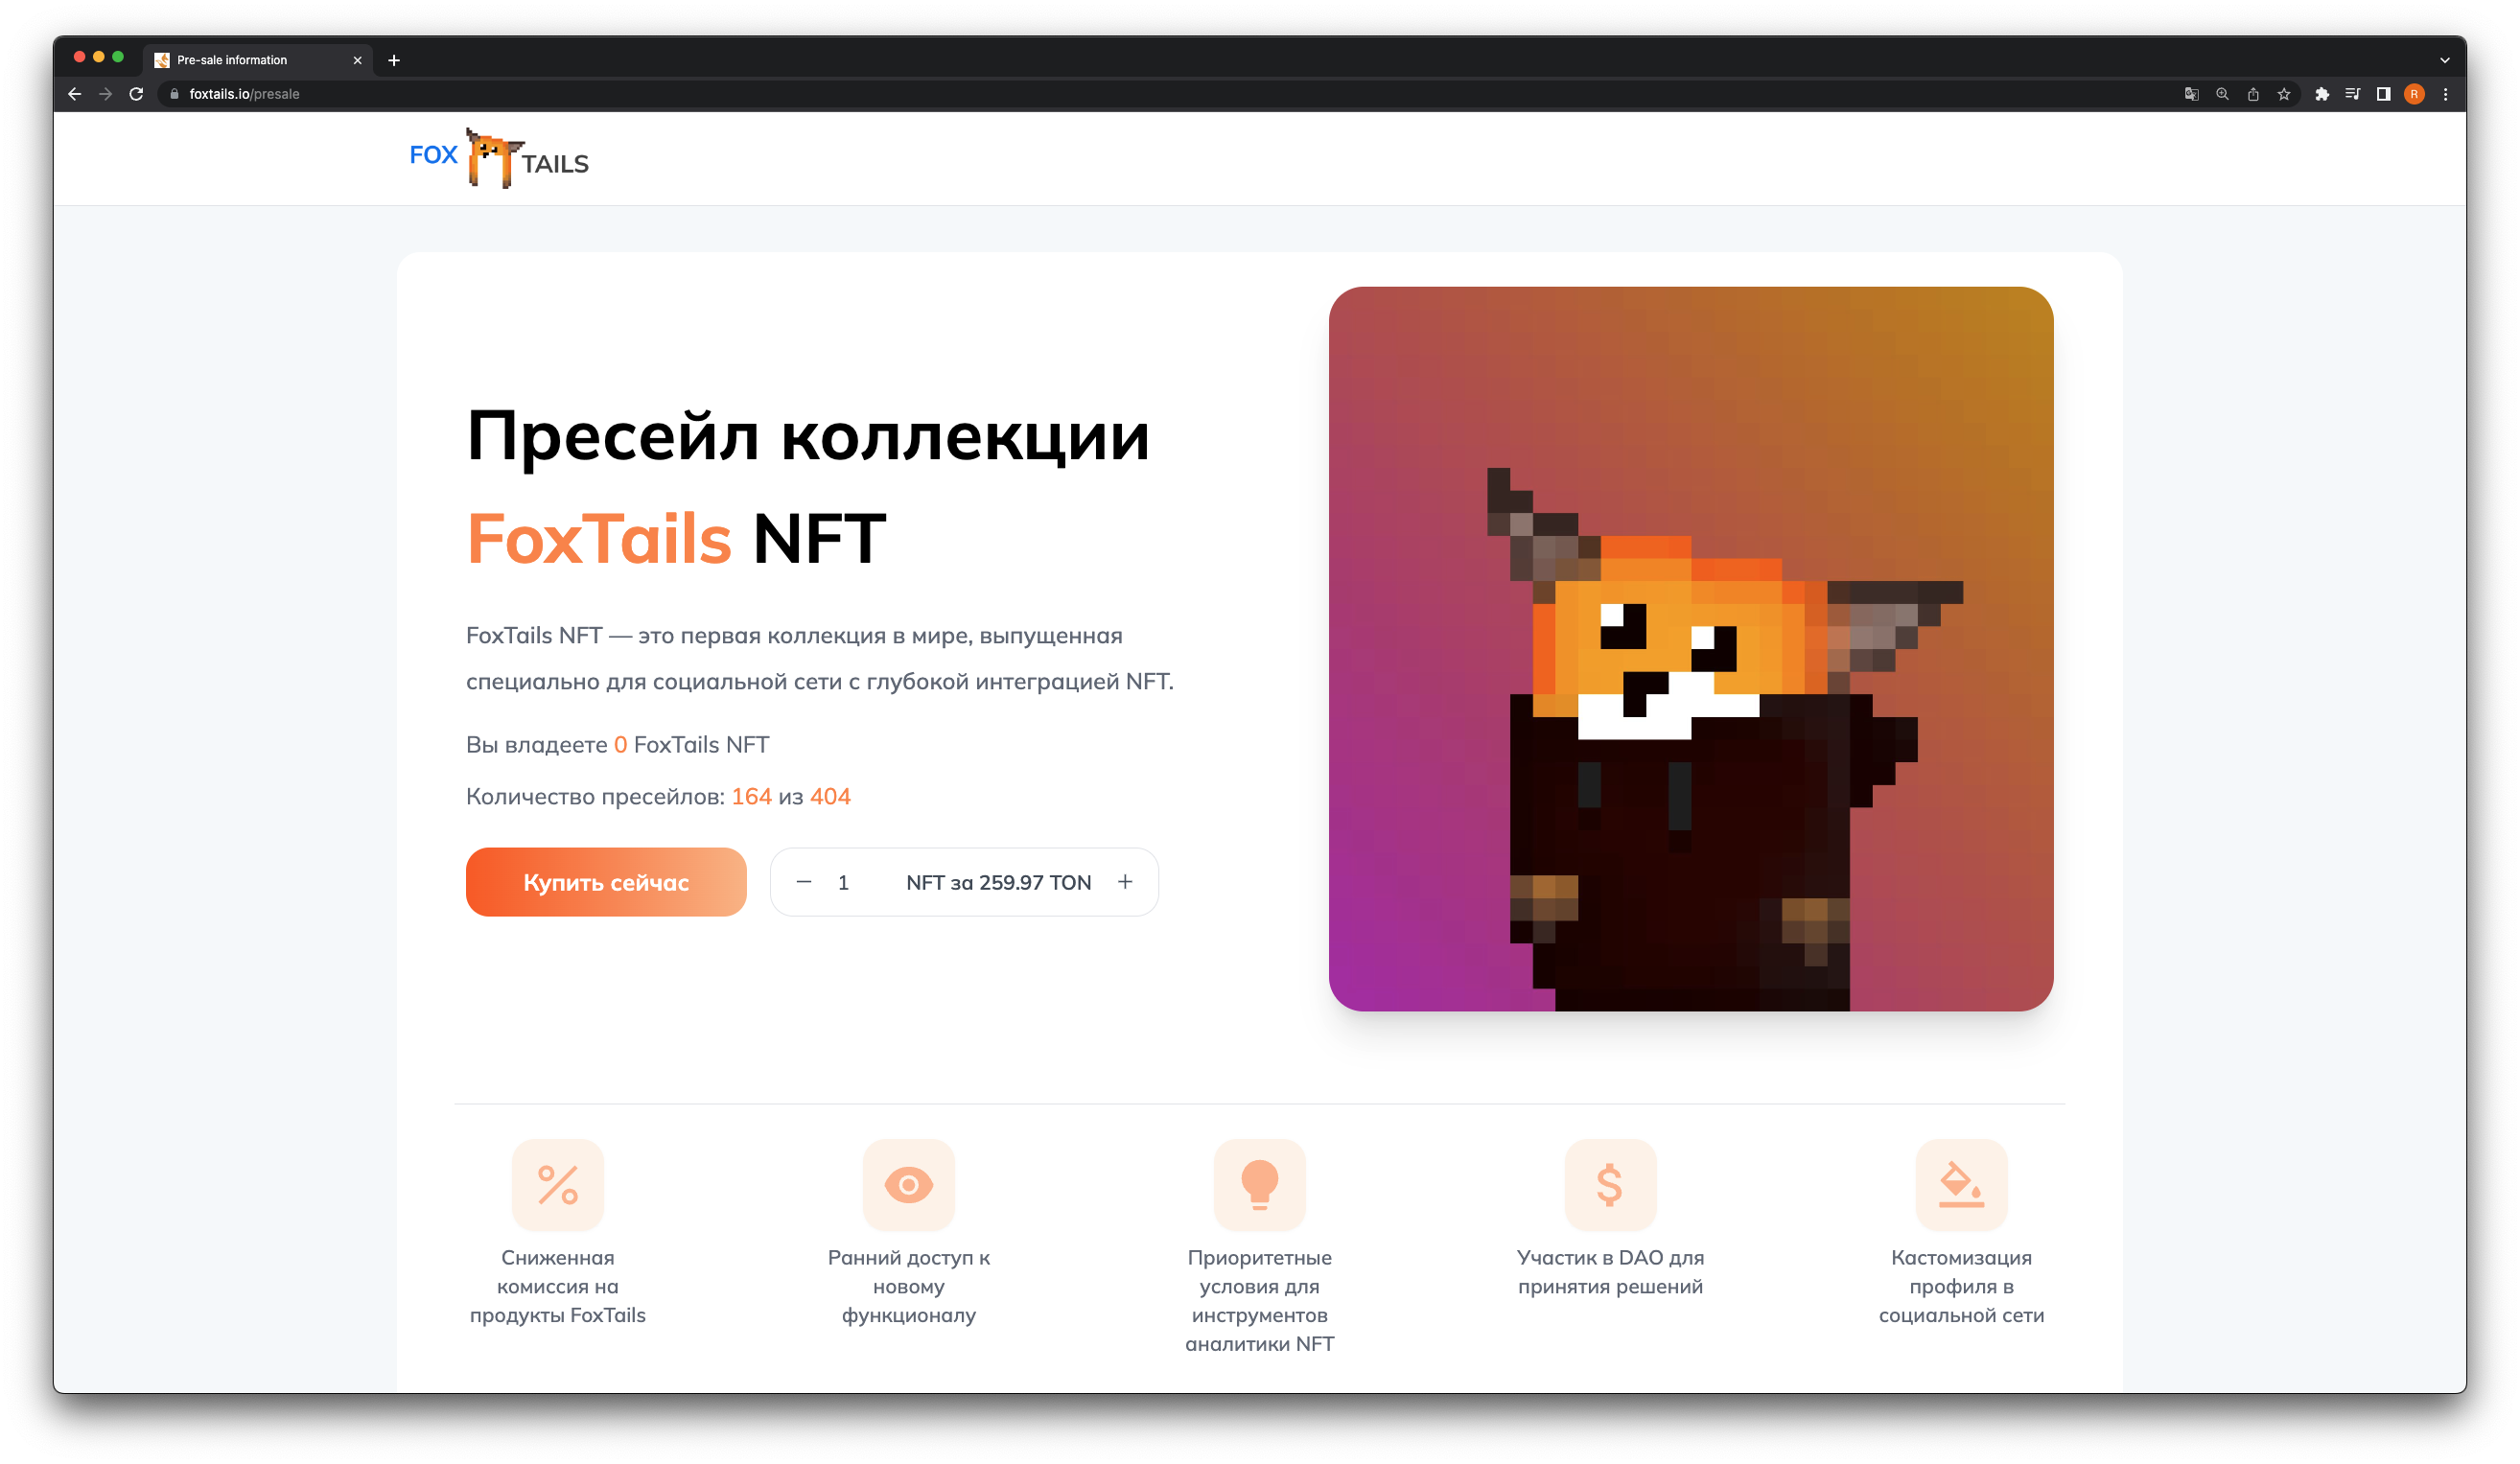 Pre-sale information
foxtails.io/presale
R
FOX TAILS
Пресейл коллекции
FoxTails NFT
FoxTails NFT — это первая коллекция в мире, выпущенная
специально для социальной сети с глубокой интеграцией NFT.
Вы владеете 0 FoxTails NFT
Количество пресейлов: 164 из 404
Купить сейчас
1 NFT за 259.97 TON
Сниженная
комиссия на
продукты FoxTails
Ранний доступ к
новому
функционалу
Приоритетные
условия для
инструментов
аналитики NFT
Участик в DAO для
принятия решений
Кастомизация
профиля в
социальной сети